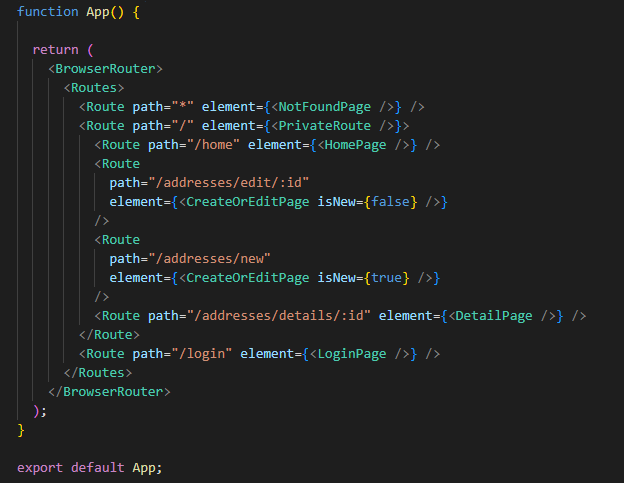 function App() {
return (
<BrowserRouter>
<Routes>
<Route path="*" element={<NotFoundPage />} />
<Route path="/" element={<PrivateRoute />}>
<Route path="/home" element={<HomePage />} />
<Route
path="/addresses/edit/:id"
element={<CreateOrEditPage isNew={false} />}
/>
<Route
path="/addresses/new"
element={<CreateOrEditPage isNew={true} />}
/>
<Route path="/addresses/details/:id" element={<DetailPage />} />
</Route>
<Route path="/login" element={<LoginPage />} />
</Routes>
</BrowserRouter>
);
}
export default App;